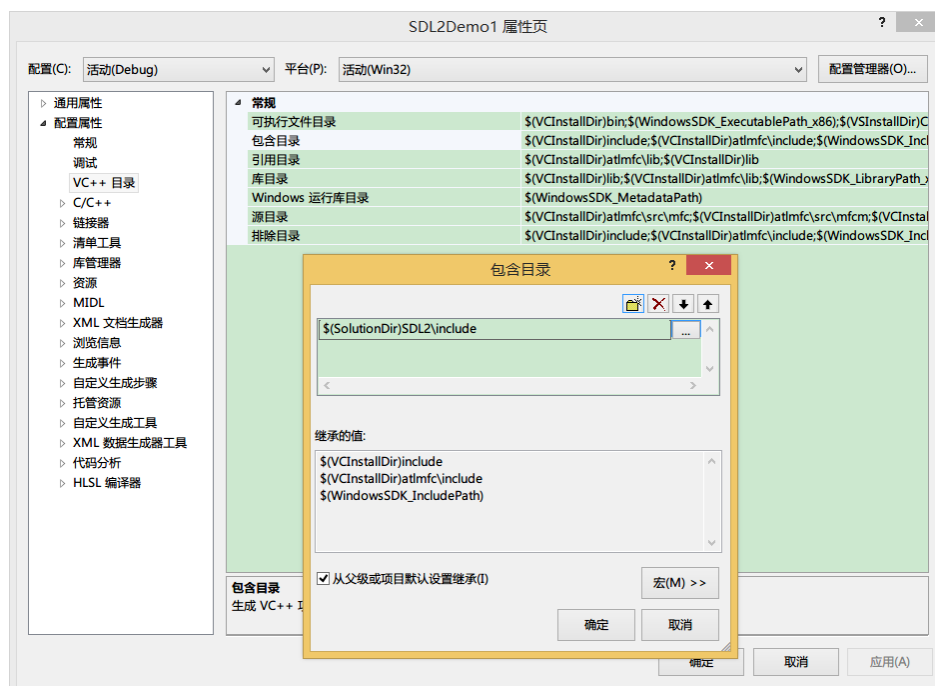 SDL2Demo1 属性页
配置(C): 活动(Debug) 平台(P): 活动(Win32) 配置管理器(O)...
通用属性
配置属性
常规
调试
VC++ 目录
C/C++
链接器
清单工具
库管理器
资源
MIDL
XML 文档生成器
浏览信息
生成事件
自定义生成步骤
托管资源
自定义生成工具
XML 数据生成器工具
代码分析
HLSL 编译器
常规
可执行文件目录 $(VCInstallDir)bin;$(WindowsSDK_ExecutablePath_x86);$(VSInstallDir)C
包含目录 $(VCInstallDir)include;$(VCInstallDir)atlmfc\include;$(WindowsSDK_Incl
引用目录 $(VCInstallDir)atlmfc\lib;$(VCInstallDir)lib
库目录 $(VCInstallDir)lib;$(VCInstallDir)atlmfc\lib;$(WindowsSDK_LibraryPath_x
Windows 运行库目录 $(WindowsSDK_MetadataPath)
源目录 $(VCInstallDir)atlmfc\src\mfc;$(VCInstallDir)atlmfc\src\mfcm;$(VCInstal
排除目录 $(VCInstallDir)include;$(VCInstallDir)atlmfc\include;$(WindowsSDK_Incl
包含目录
$(SolutionDir)SDL2\include ...
继承的值:
$(VCInstallDir)include
$(VCInstallDir)atlmfc\include
$(WindowsSDK_IncludePath)
从父级或项目默认设置继承(I)
宏(M) >>
确定 取消
包含目录
生成 VC++
确定 取消 应用(A)